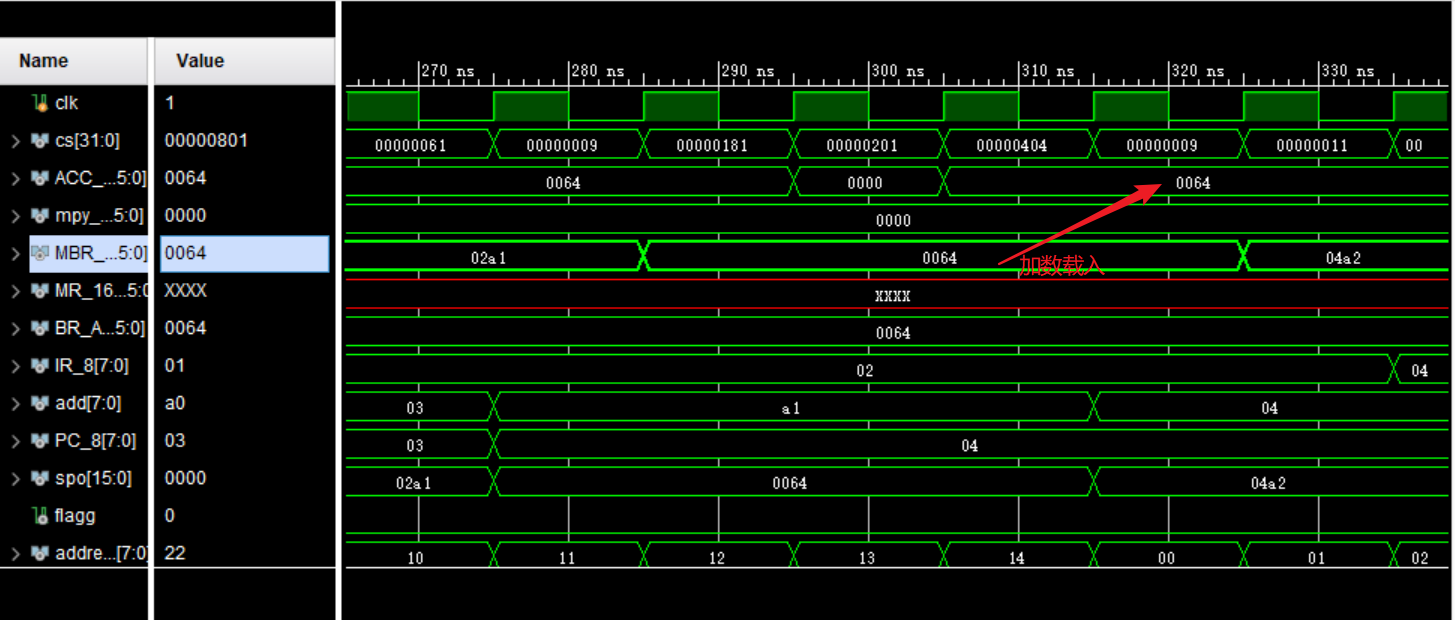 Name Value
270 ns 280 ns 290 ns 300 ns 310 ns 320 ns 330 ns
clk 1
cs[31:0] 00000801 00000061 00000009 00000181 00000201 00000404 00000009 00000011 00
ACC_...5:0] 0064 0064 0000 0064
mpy_...5:0] 0000 0000
MBR_...5:0] 0064 02a1 0064 04a2
加数载入
MR_16...5:0 XXXX XXXX
BR_A...5:0] 0064 0064
IR_8[7:0] 01 02 04
add[7:0] a0 03 a1 04
PC_8[7:0] 03 03 04
spo[15:0] 0000 02a1 0064 04a2
flagg 0
addre...[7:0] 22 10 11 12 13 14 00 01 02